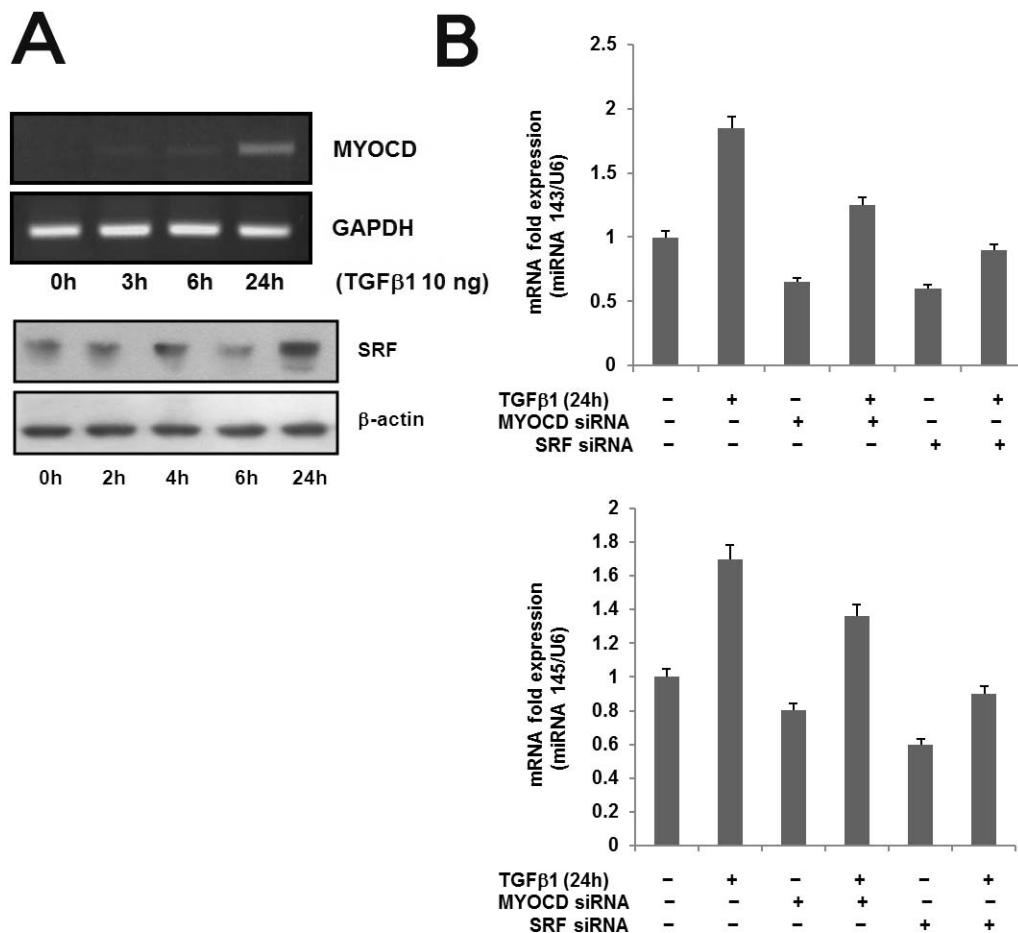 A
MYOCD
GAPDH
0h 3h 6h 24h (TGFβ1 10 ng)
SRF
β-actin
0h 2h 4h 6h 24h
B
mRNA fold expression
(miRNA 143/U6)
2.5
2
1.5
1
0.5
0
TGFβ1 (24h) − + − + − −+
MYOCD siRNA − − + + − −
SRF siRNA − − − − + +
mRNA fold expression
(miRNA 145/U6)
2
1.8
1.6
1.4
1.2
1
0.8
0.6
0.4
0.2
0
TGFβ1 (24h) − + − + − +
MYOCD siRNA − − + + − −
SRF siRNA − − − − + +